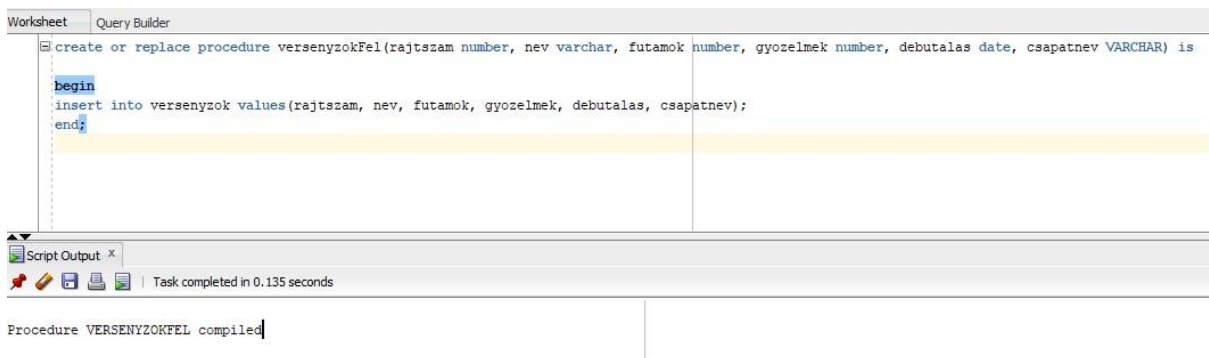 Worksheet Query Builder
create or replace procedure versenyzokFel(rajtszam number, nev varchar, futamok number, gyozelmek number, debutalas date, csapatnev VARCHAR) is
begin
insert into versenyzok values(rajtszam, nev, futamok, gyozelmek, debutalas, csapatnev);
end;
Script Output x
| Task completed in 0.135 seconds
Procedure VERSENYZOKFEL compiled